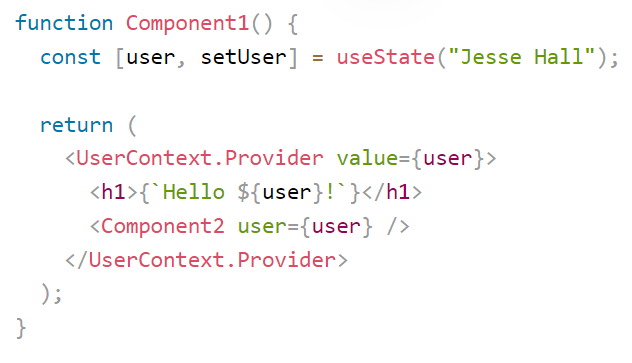 function Component1() {
  const [user, setUser] = useState("Jesse Hall");

  return (
    <UserContext.Provider value={user}>
      <h1>{`Hello ${user}!`}</h1>
      <Component2 user={user} />
    </UserContext.Provider>
  );
}